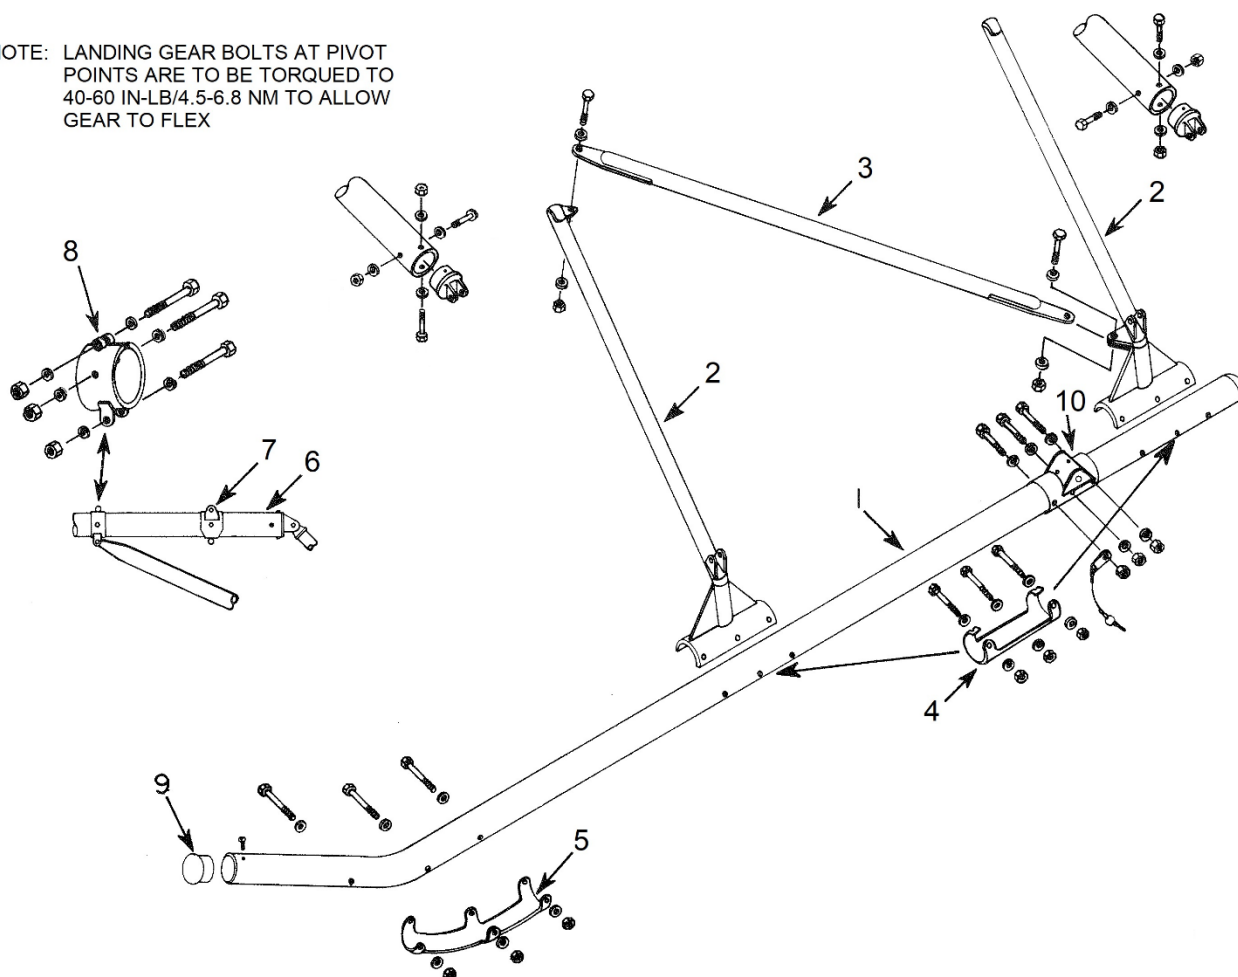 NOTE: LANDING GEAR BOLTS AT PIVOT
POINTS ARE TO BE TORQUED TO
40-60 IN-LB/4.5-6.8 NM TO ALLOW
GEAR TO FLEX
3
2
8
2
10
7
6
1
4
9
5